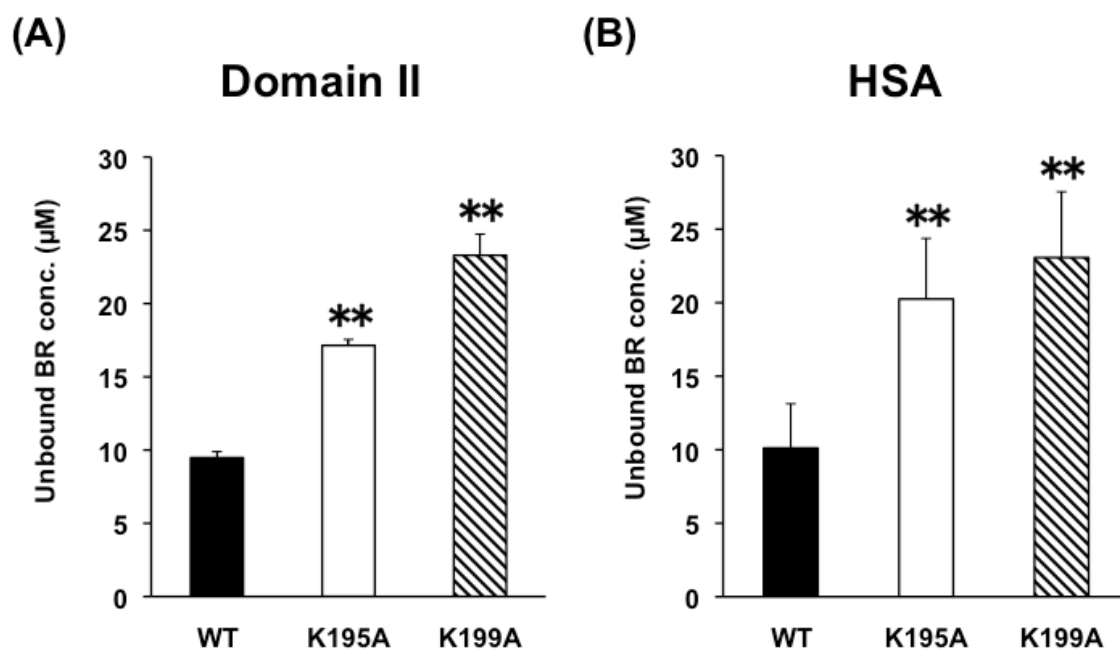 (A)
Domain II
Unbound BR conc. (µM)
30
25
20
15
10
5
0
**
**
WT
K195A
K199A
(B)
HSA
Unbound BR conc. (µM)
30
25
20
15
10
5
0
**
**
WT
K195A
K199A